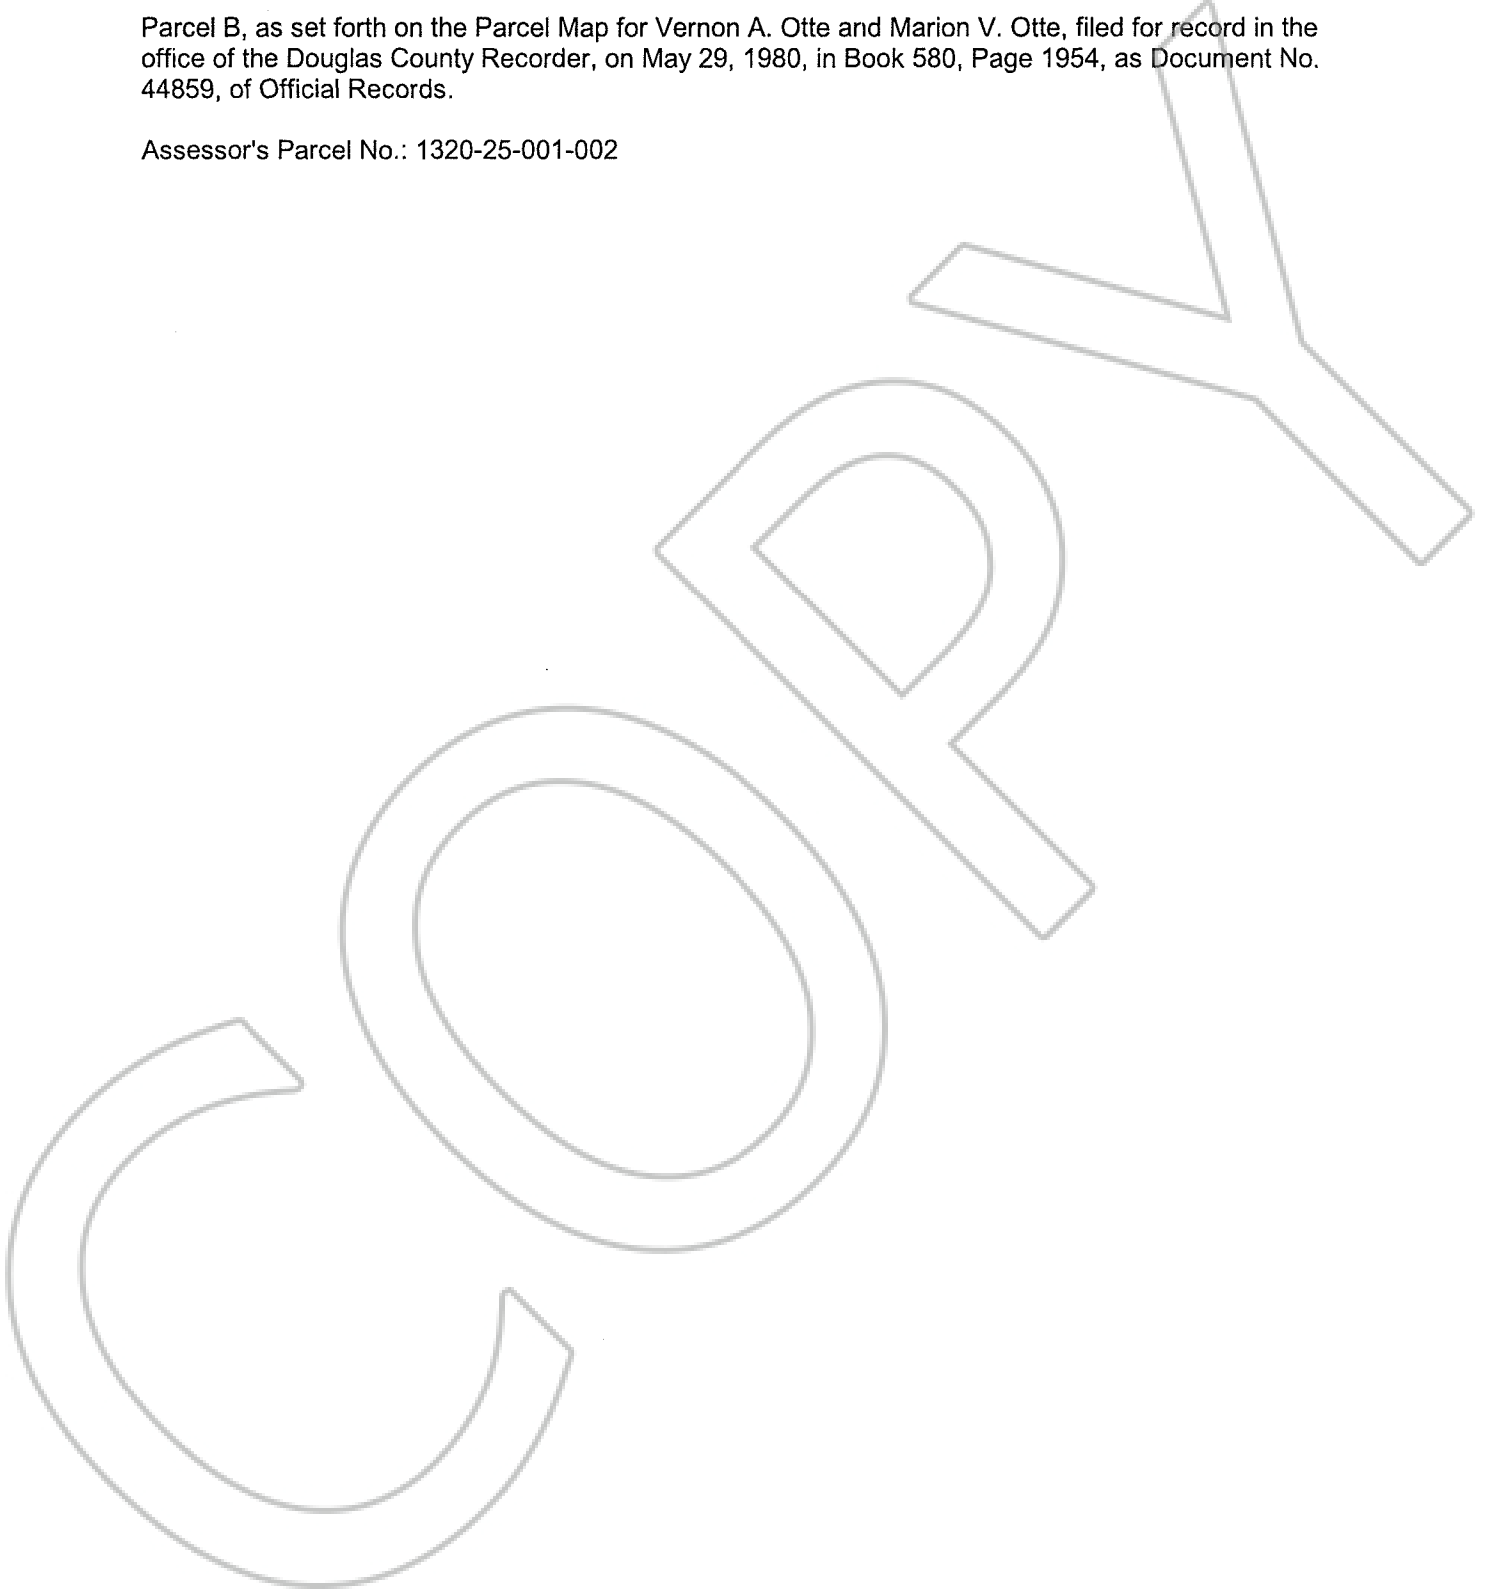 Parcel B, as set forth on the Parcel Map for Vernon A. Otte and Marion V. Otte, filed for record in the
office of the Douglas County Recorder, on May 29, 1980, in Book 580, Page 1954, as Document No.
44859, of Official Records.
Assessor's Parcel No.: 1320-25-001-002
COPY